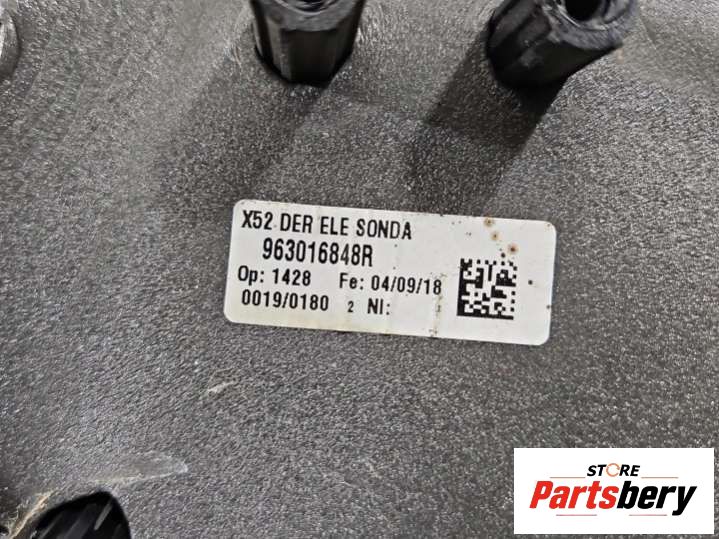 X52 DER ELE SONDA
963016848R
Op: 1428 Fe: 04/09/18
0019/0180 2 NI:
STORE
Partsbery